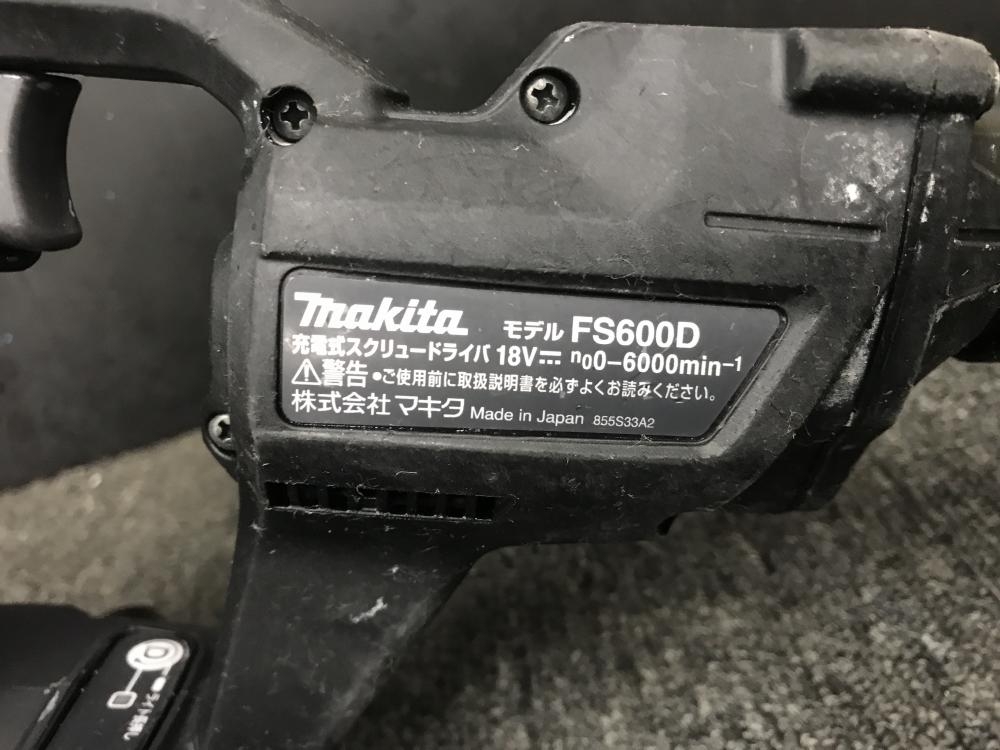 makita モデル FS600D
充電式スクリュードライバ 18V⎓ n₀0-6000min-1
⚠警告 ●ご使用前に取扱説明書を必ずよくお読みください。
株式会社 マキタ Made in Japan 855S33A2